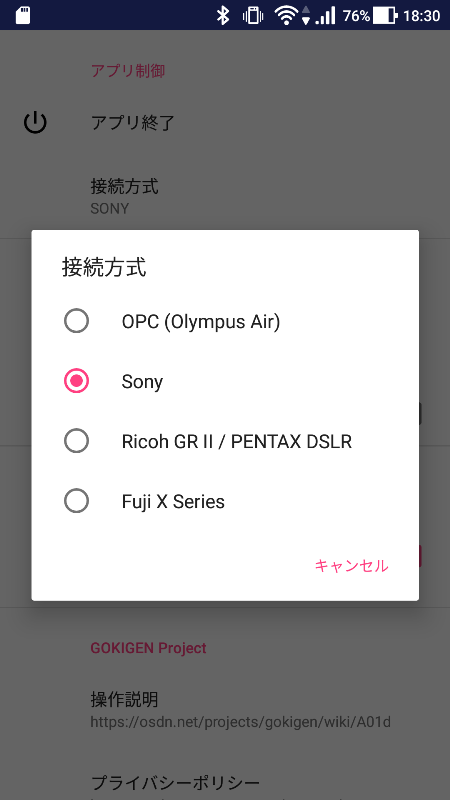 76% 18:30
アプリ制御
アプリ終了
接続方式
SONY
接続方式
OPC (Olympus Air)
Sony
Ricoh GR II / PENTAX DSLR
Fuji X Series
キャンセル
GOKIGEN Project
操作説明
https://osdn.net/projects/gokigen/wiki/A01d
プライバシーポリシー